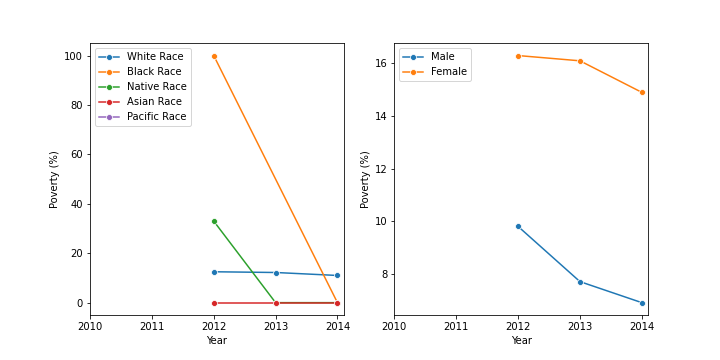 White Race
Black Race
Native Race
Asian Race
Pacific Race
100
80
60
40
20
0
Poverty (%)
2010 2011 2012 2013 2014
Year
Male
Female
16
14
12
10
8
Poverty (%)
2010 2011 2012 2013 2014
Year